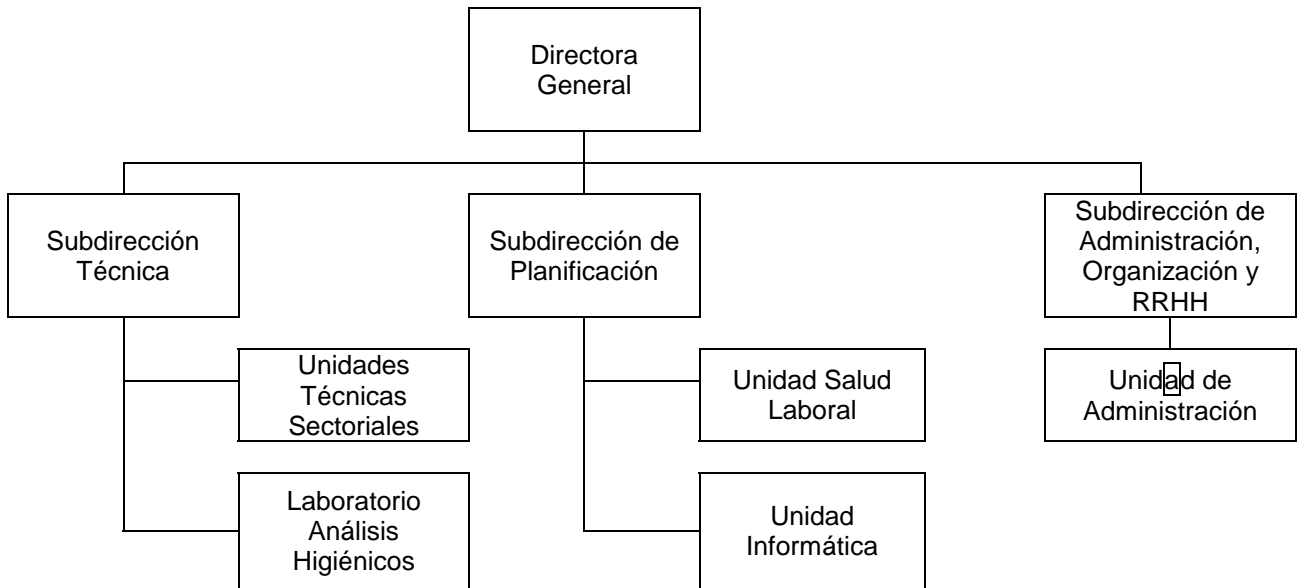 Directora
General
Subdirección
Técnica
Subdirección de
Planificación
Subdirección de
Administración,
Organización y
RRHH
Unidades
Técnicas
Sectoriales
Unidad Salud
Laboral
Unidad de
Administración
Laboratorio
Análisis
Higiénicos
Unidad
Informática